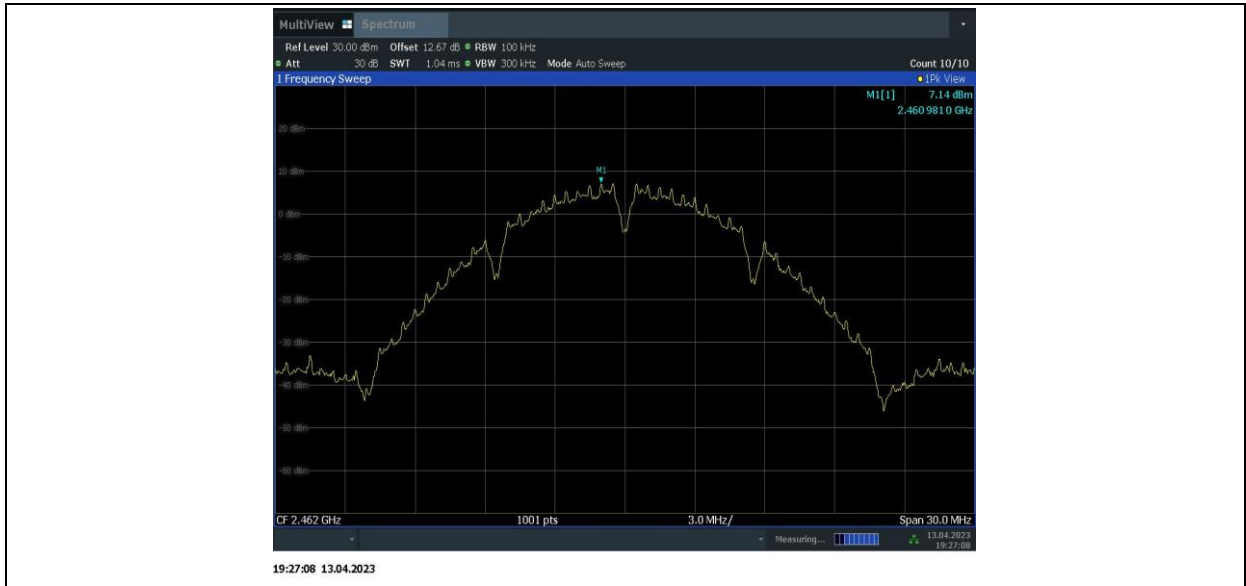 MultiView Spectrum
Ref Level 30.00 dBm Offset 12.67 dB RBW 100 kHz
Att 30 dB SWT 1.04 ms VBW 300 kHz Mode Auto Sweep Count 10/10
1 Frequency Sweep 1Pk View
M1[1] 7.14 dBm
2.460 981 0 GHz
20 dBm
10 dBm
M1
0 dBm
-10 dBm
-20 dBm
-30 dBm
-40 dBm
-50 dBm
-60 dBm
CF 2.462 GHz 1001 pts 3.0 MHz/ Span 30.0 MHz
Measuring... 13.04.2023
19:27:08
19:27:08 13.04.2023